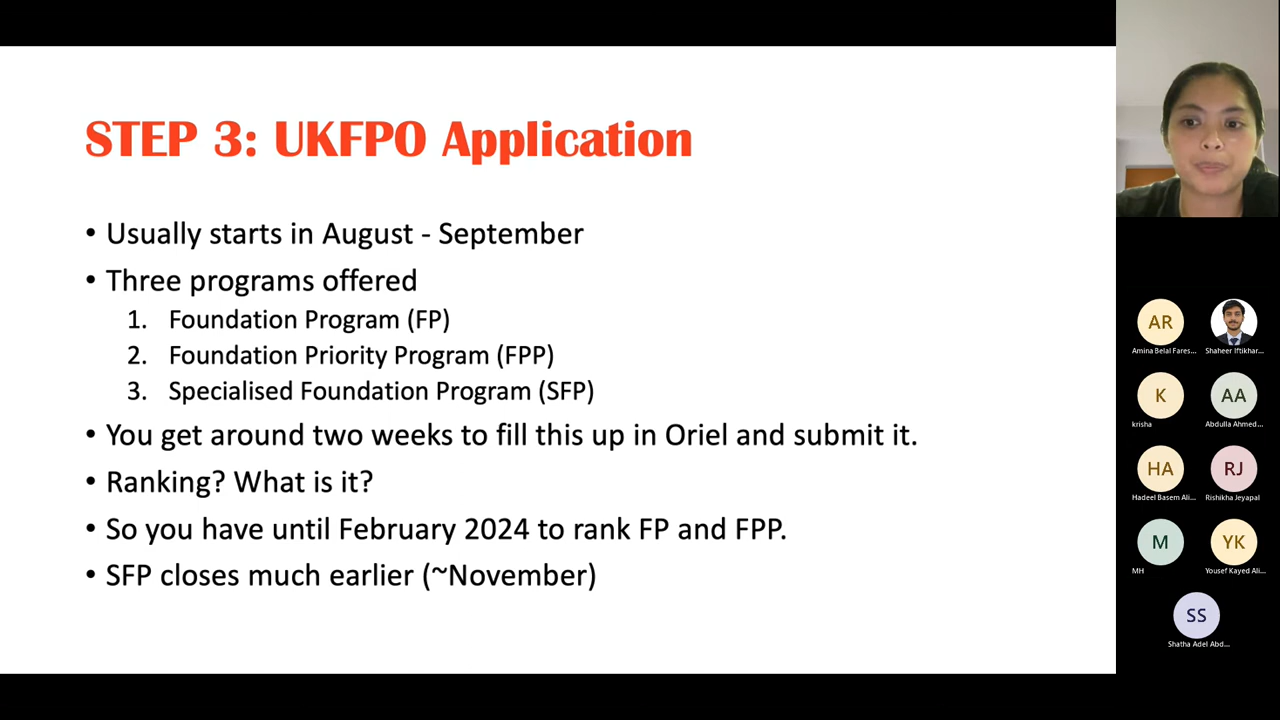 STEP 3: UKFPO Application
• Usually starts in August - September
• Three programs offered
1. Foundation Program (FP)
2. Foundation Priority Program (FPP)
3. Specialised Foundation Program (SFP)
• You get around two weeks to fill this up in Oriel and submit it.
• Ranking? What is it?
• So you have until February 2024 to rank FP and FPP.
• SFP closes much earlier (~November)
AR
Amina Belal Fares...
Shaheer Iftikhar...
K
krisha
AA
Abdulla Ahmed...
HA
Hadeel Basem Ali...
RJ
Rishikha Jeyapal
M
MH
YK
Yousef Kayed Ali...
SS
Shatha Adel Abd...